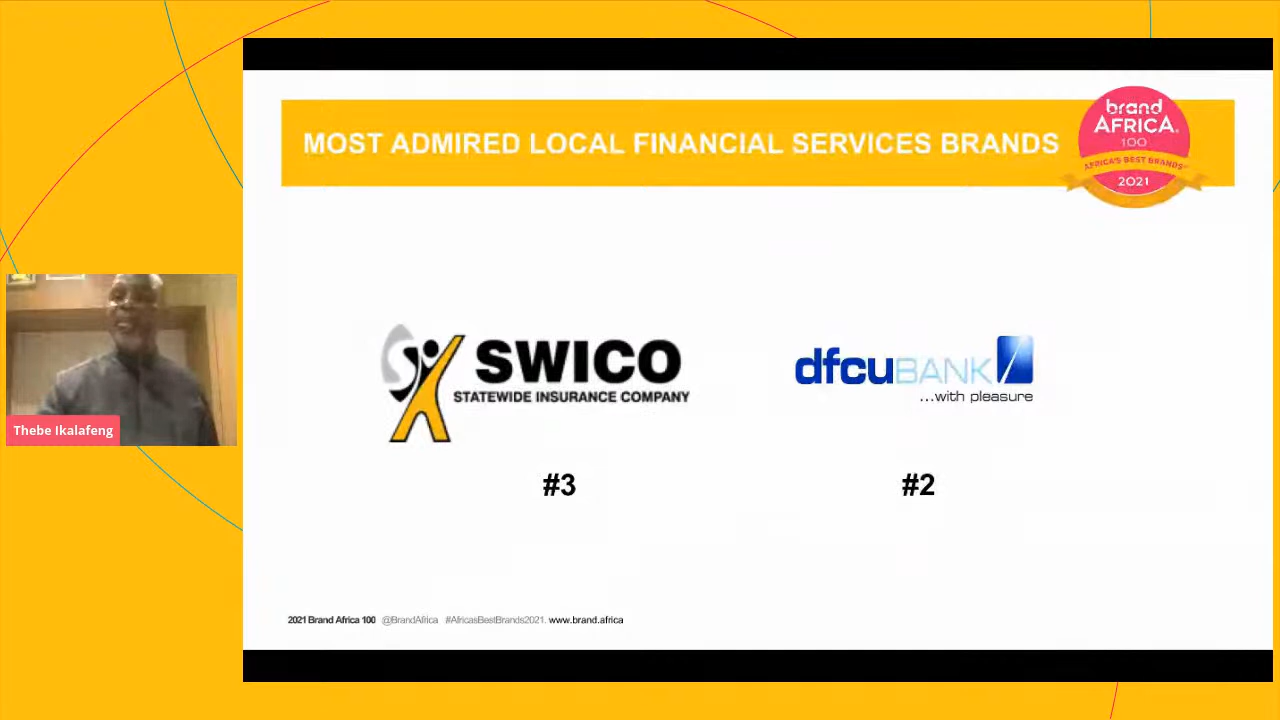 MOST ADMIRED LOCAL FINANCIAL SERVICES BRANDS
brand
AFRICA.
100
AFRICA'S BEST BRANDS
2021
SWICO
STATEWIDE INSURANCE COMPANY
dfcuBANK
...with pleasure
#3
#2
Thebe Ikalafeng
2021 Brand Africa 100 @BrandAfrica #AfricasBestBrands2021. www.brand.africa